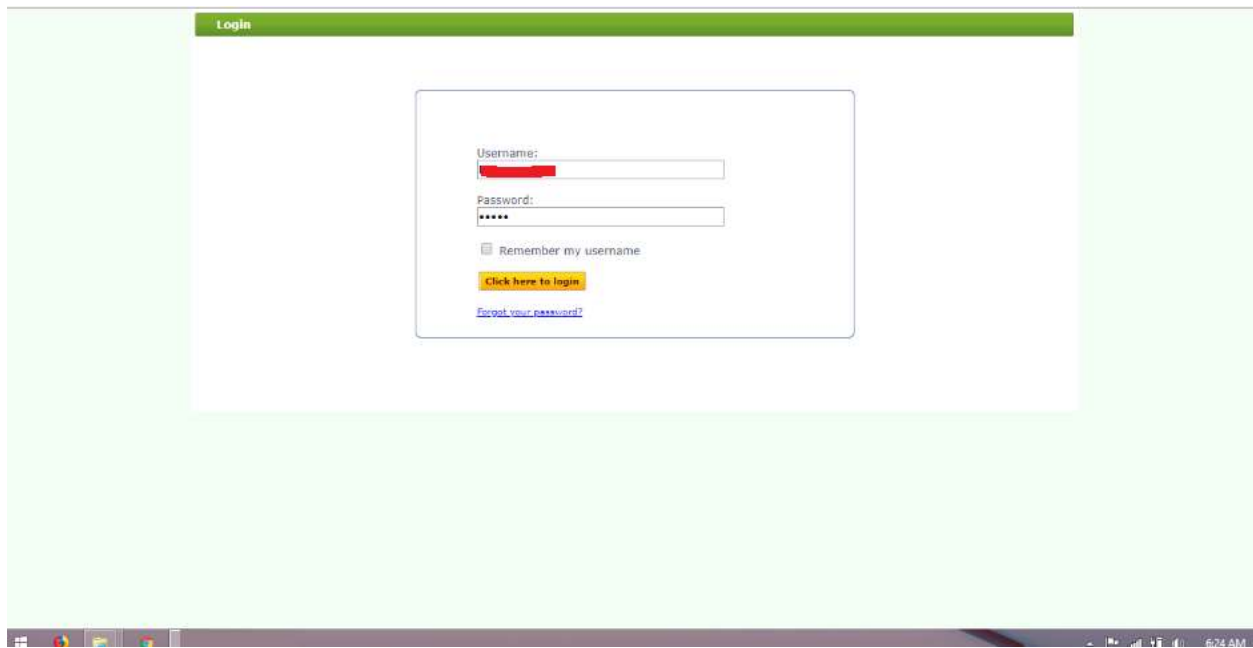 Login
Username:
Password:
•••••
Remember my username
Click here to login
Forgot your password?
6:24 AM